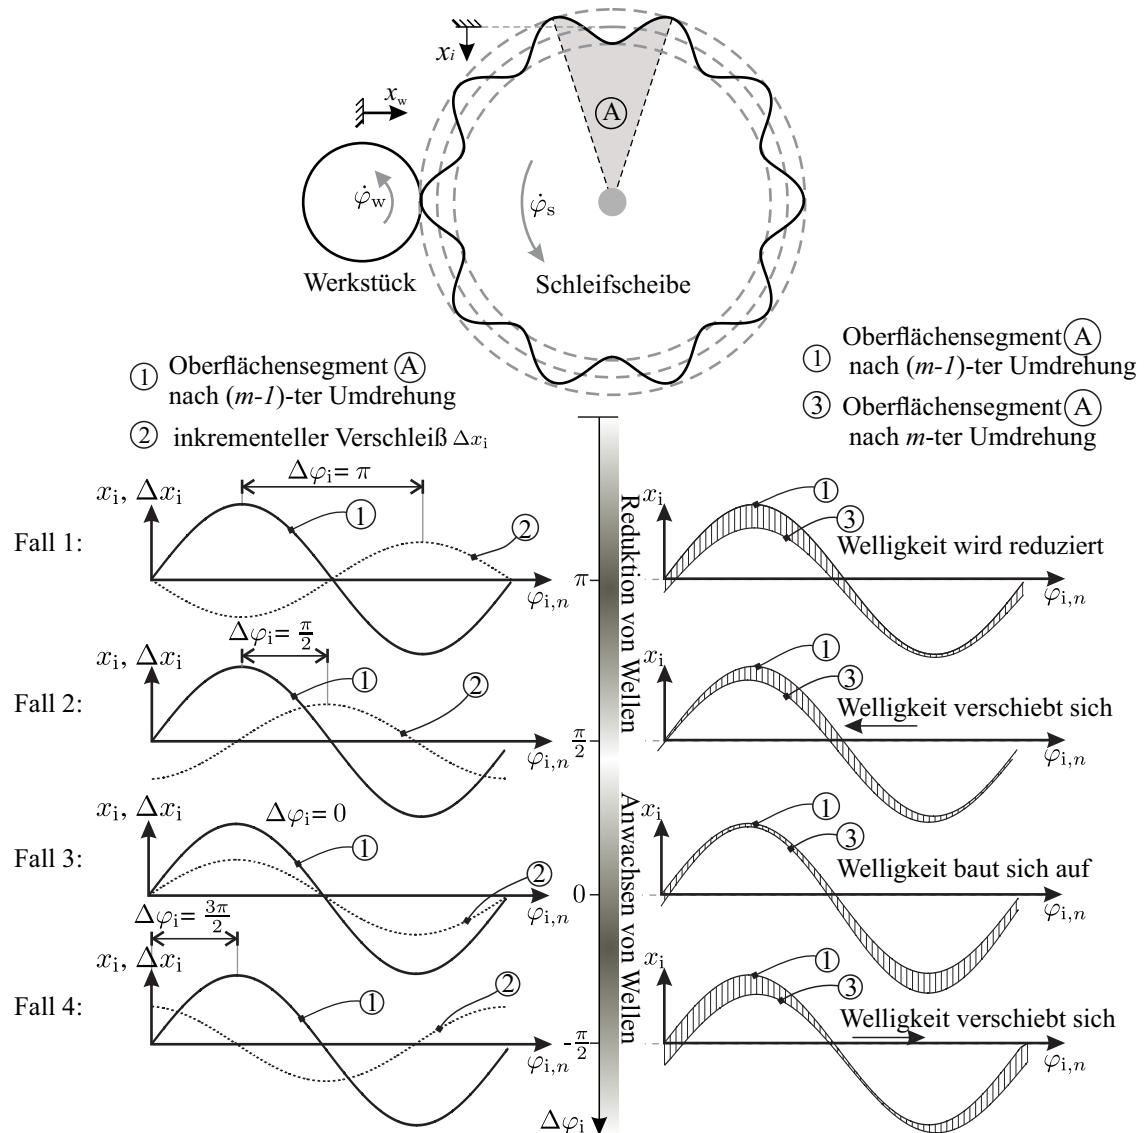 x_i
x_w
A
φ̇_w
φ̇_s
Werkstück
Schleifscheibe
① Oberflächensegment Ⓐ
nach (m-1)-ter Umdrehung
② inkrementeller Verschleiß Δx_i
① Oberflächensegment Ⓐ
nach (m-1)-ter Umdrehung
③ Oberflächensegment Ⓐ
nach m-ter Umdrehung
Reduktion von Wellen
Anwachsen von Wellen
π
π/2
0
-π/2
Δφ_i
Fall 1:
x_i, Δx_i
Δφ_i = π
①
②
φ_i,n
x_i
①
③
Welligkeit wird reduziert
φ_i,n
Fall 2:
x_i, Δx_i
Δφ_i = π/2
①
②
φ_i,n
x_i
①
③
Welligkeit verschiebt sich
φ_i,n
Fall 3:
x_i, Δx_i
Δφ_i = 0
①
②
φ_i,n
x_i
①
③
Welligkeit baut sich auf
φ_i,n
Fall 4:
Δφ_i = 3π/2
x_i, Δx_i
①
②
φ_i,n
x_i
①
③
Welligkeit verschiebt sich
φ_i,n